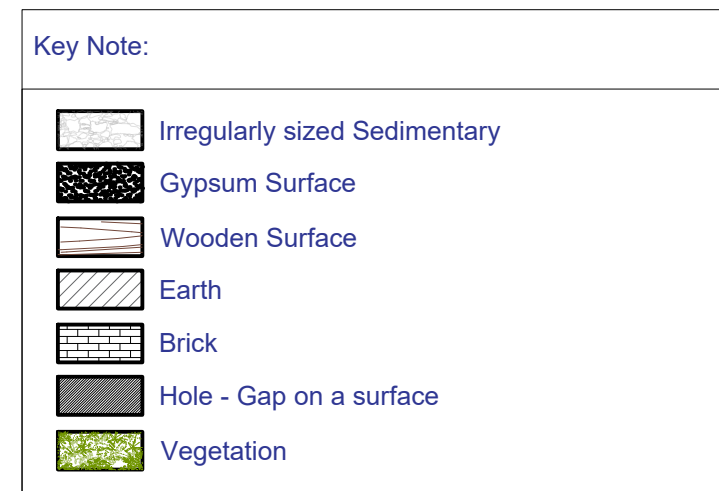 Key Note:
Irregularly sized Sedimentary
Gypsum Surface
Wooden Surface
Earth
Brick
Hole - Gap on a surface
Vegetation